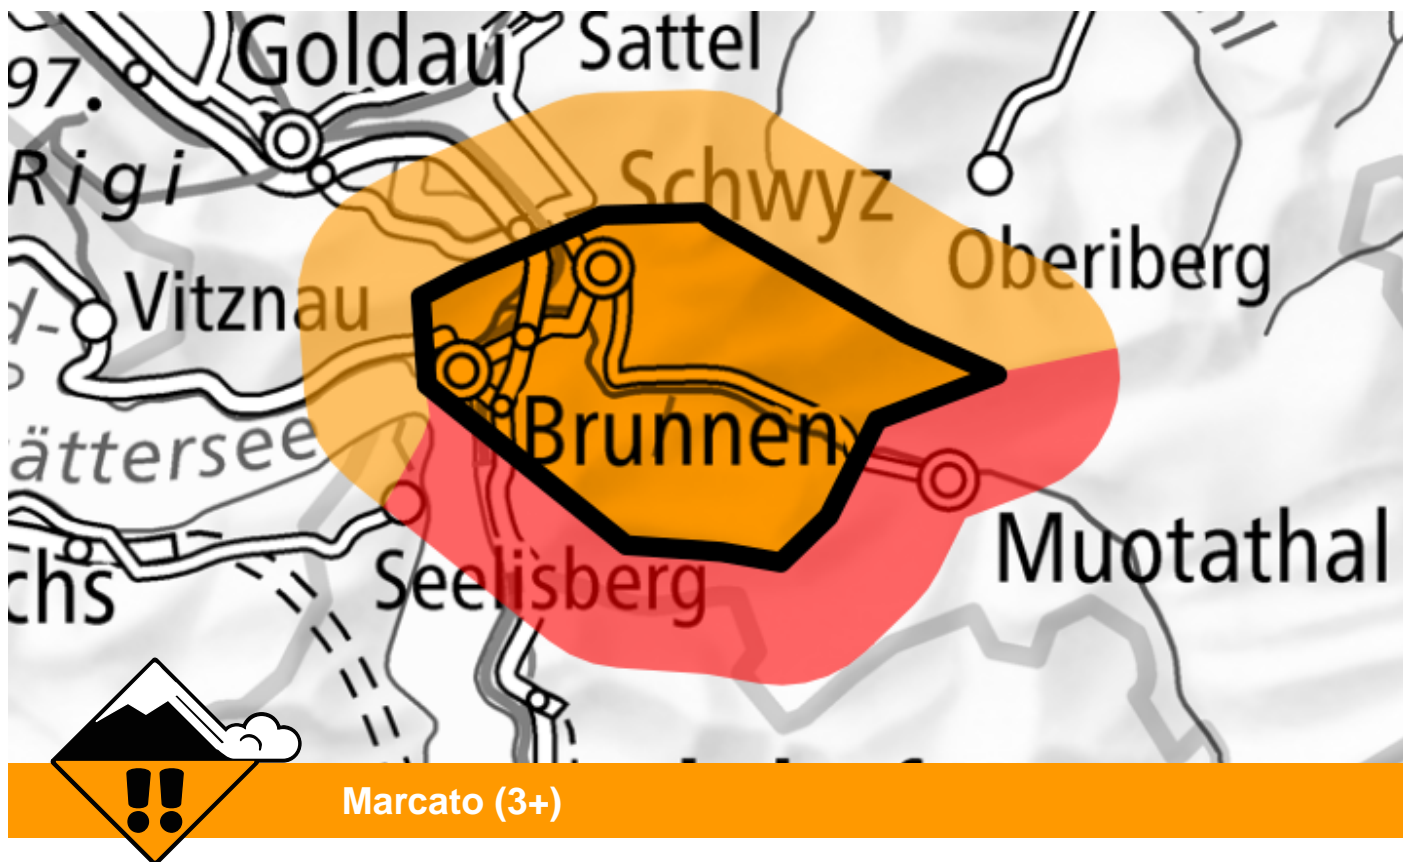 Goldau
Sattel
97.
Rigi
Schwyz
Oberiberg
Vitznau
d-
ättersee
Brunnen
Muotathal
chs
Seelisberg
Marcato (3+)